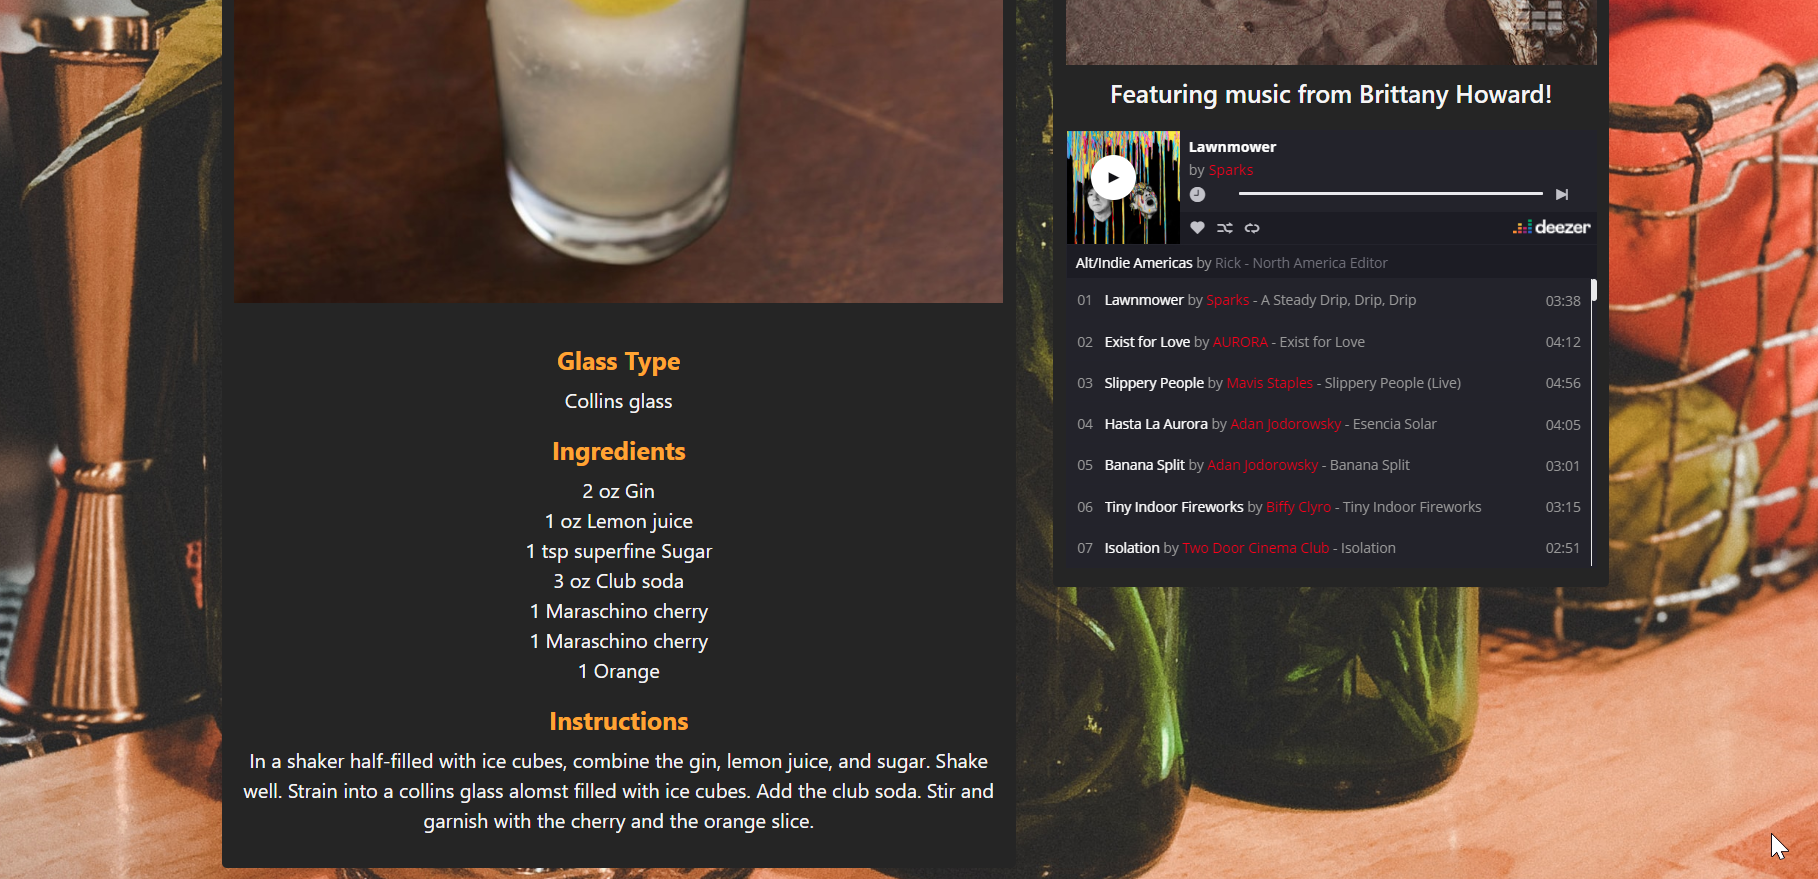 Glass Type
Collins glass
Ingredients
2 oz Gin
1 oz Lemon juice
1 tsp superfine Sugar
3 oz Club soda
1 Maraschino cherry
1 Maraschino cherry
1 Orange
Instructions
In a shaker half-filled with ice cubes, combine the gin, lemon juice, and sugar. Shake
well. Strain into a collins glass alomst filled with ice cubes. Add the club soda. Stir and
garnish with the cherry and the orange slice.
Featuring music from Brittany Howard!
Lawnmower
by Sparks
deezer
Alt/Indie Americas by Rick - North America Editor
01 Lawnmower by Sparks - A Steady Drip, Drip, Drip 03:38
02 Exist for Love by AURORA - Exist for Love 04:12
03 Slippery People by Mavis Staples - Slippery People (Live) 04:56
04 Hasta La Aurora by Adan Jodorowsky - Esencia Solar 04:05
05 Banana Split by Adan Jodorowsky - Banana Split 03:01
06 Tiny Indoor Fireworks by Biffy Clyro - Tiny Indoor Fireworks 03:15
07 Isolation by Two Door Cinema Club - Isolation 02:51